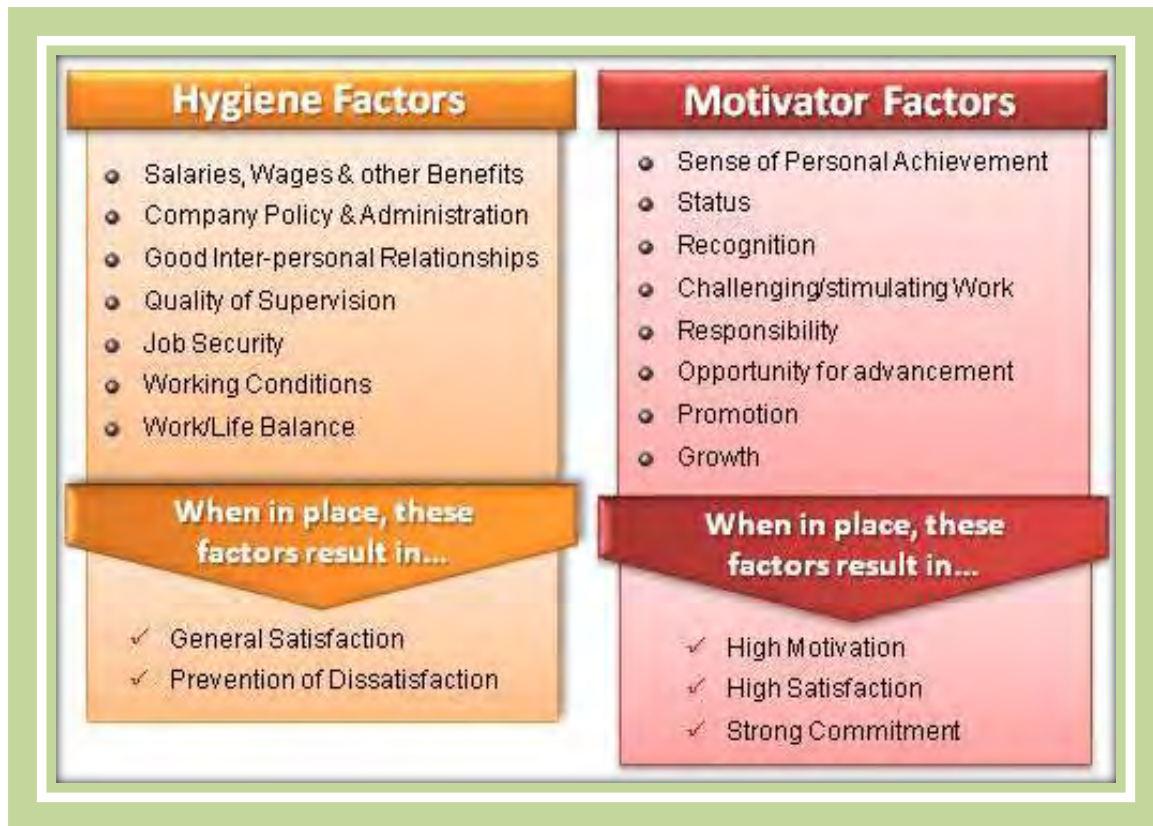 Hygiene Factors
Salaries, Wages & other Benefits
Company Policy & Administration
Good Inter-personal Relationships
Quality of Supervision
Job Security
Working Conditions
Work/Life Balance
When in place, these
factors result in...
General Satisfaction
Prevention of Dissatisfaction
Motivator Factors
Sense of Personal Achievement
Status
Recognition
Challenging/stimulating Work
Responsibility
Opportunity for advancement
Promotion
Growth
When in place, these
factors result in...
High Motivation
High Satisfaction
Strong Commitment